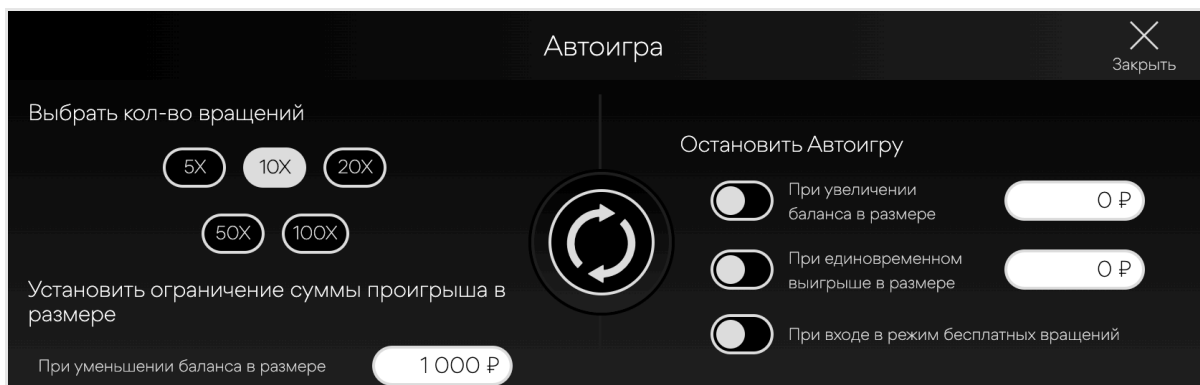 Автоигра
Закрыть
Выбрать кол-во вращений
5X 10X 20X
50X 100X
Установить ограничение суммы проигрыша в
размере
При уменьшении баланса в размере 1 000 ₽
Остановить Автоигру
При увеличении
баланса в размере 0 ₽
При единовременном
выигрыше в размере 0 ₽
При входе в режим бесплатных вращений